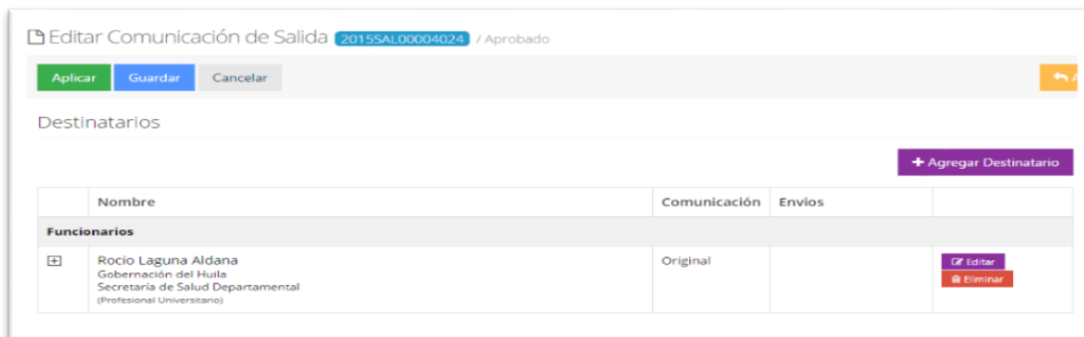 Editar Comunicación de Salida 2015SAL00004024 / Aprobado
Aplicar Guardar Cancelar
Destinatarios
+ Agregar Destinatario
Nombre Comunicación Envios
Funcionarios
Rocío Laguna Aldana Original Editar
Gobernación del Huila Eliminar
Secretaría de Salud Departamental
(Profesional Universitario)